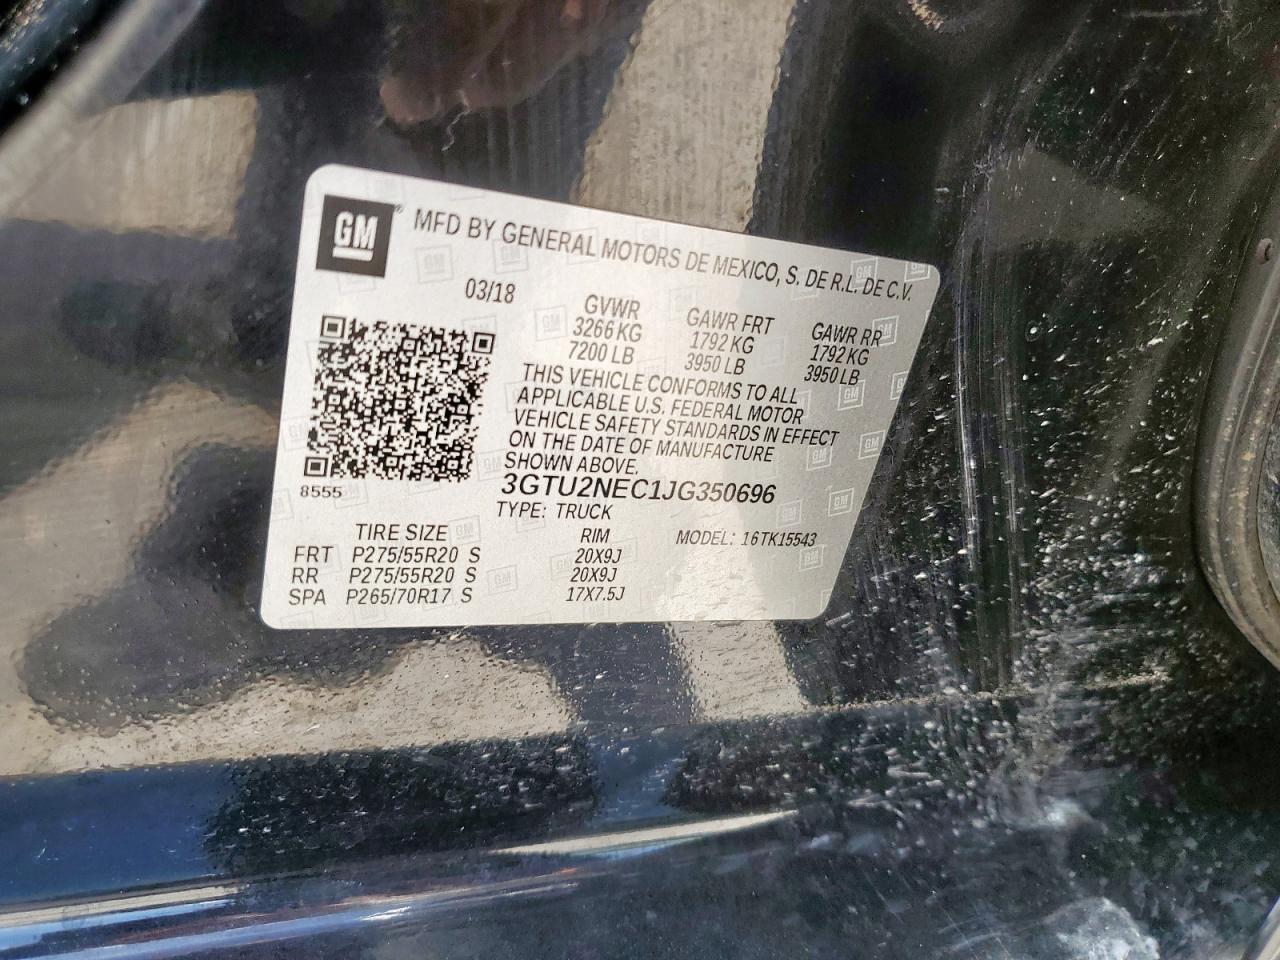 GM ® MFD BY GENERAL MOTORS DE MEXICO, S. DE R.L. DE C.V.
03/18 GVWR GAWR FRT GAWR RR
3266 KG 1792 KG 1792 KG
7200 LB 3950 LB 3950 LB
THIS VEHICLE CONFORMS TO ALL
APPLICABLE U.S. FEDERAL MOTOR
VEHICLE SAFETY STANDARDS IN EFFECT
ON THE DATE OF MANUFACTURE
SHOWN ABOVE.
8555 3GTU2NEC1JG350696
TYPE: TRUCK
TIRE SIZE RIM MODEL: 16TK15543
FRT P275/55R20 S 20X9J
RR P275/55R20 S 20X9J
SPA P265/70R17 S 17X7.5J